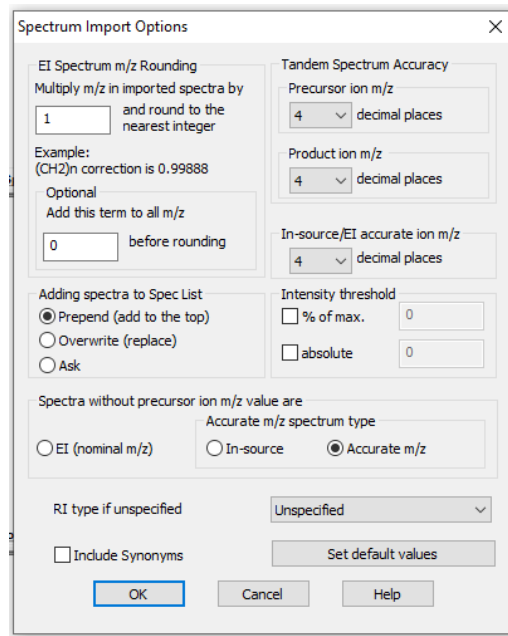 Spectrum Import Options
EI Spectrum m/z Rounding
Multiply m/z in imported spectra by
1
and round to the
nearest integer
Example:
(CH2)n correction is 0.99888
Optional
Add this term to all m/z
0
before rounding
Tandem Spectrum Accuracy
Precursor ion m/z
4 decimal places
Product ion m/z
4 decimal places
In-source/EI accurate ion m/z
4 decimal places
Adding spectra to Spec List
Prepend (add to the top)
Overwrite (replace)
Ask
Intensity threshold
% of max. 0
absolute 0
Spectra without precursor ion m/z value are
EI (nominal m/z)
Accurate m/z spectrum type
In-source
Accurate m/z
RI type if unspecified Unspecified
Include Synonyms
Set default values
OK
Cancel
Help